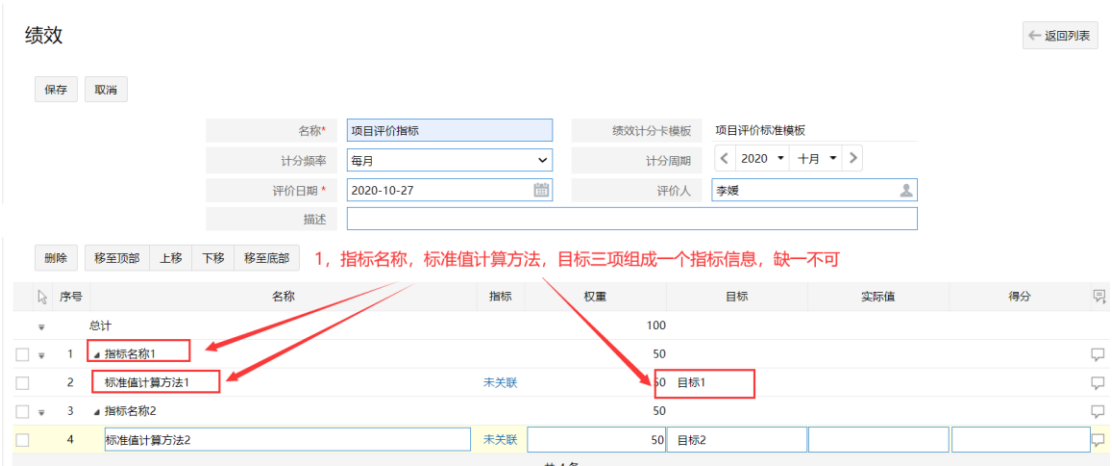 绩效
返回列表
保存 取消
名称* 项目评价指标 绩效计分卡模板 项目评价标准模板
计分频率 每月 计分周期 2020 十月
评价日期* 2020-10-27 评价人 李媛
描述
删除 移至顶部 上移 下移 移至底部 1，指标名称，标准值计算方法，目标三项组成一个指标信息，缺一不可
序号 名称 指标 权重 目标 实际值 得分
总计 100
1 指标名称1 50
2 标准值计算方法1 未关联 50 目标1
3 指标名称2 50
4 标准值计算方法2 未关联 50 目标2